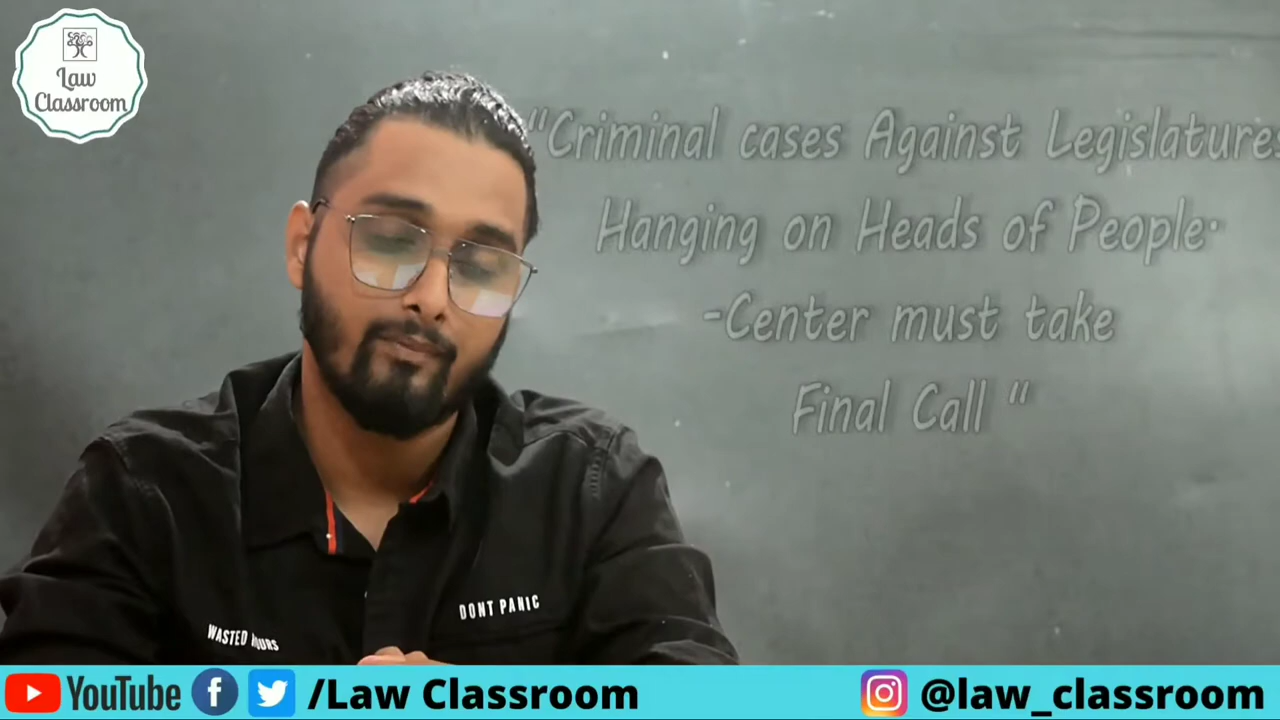 Law
Classroom
"Criminal cases Against Legislatures
Hanging on Heads of People.
-Center must take
Final Call "
WASTED HOURS
DONT PANIC
YouTube f /Law Classroom
@law_classroom